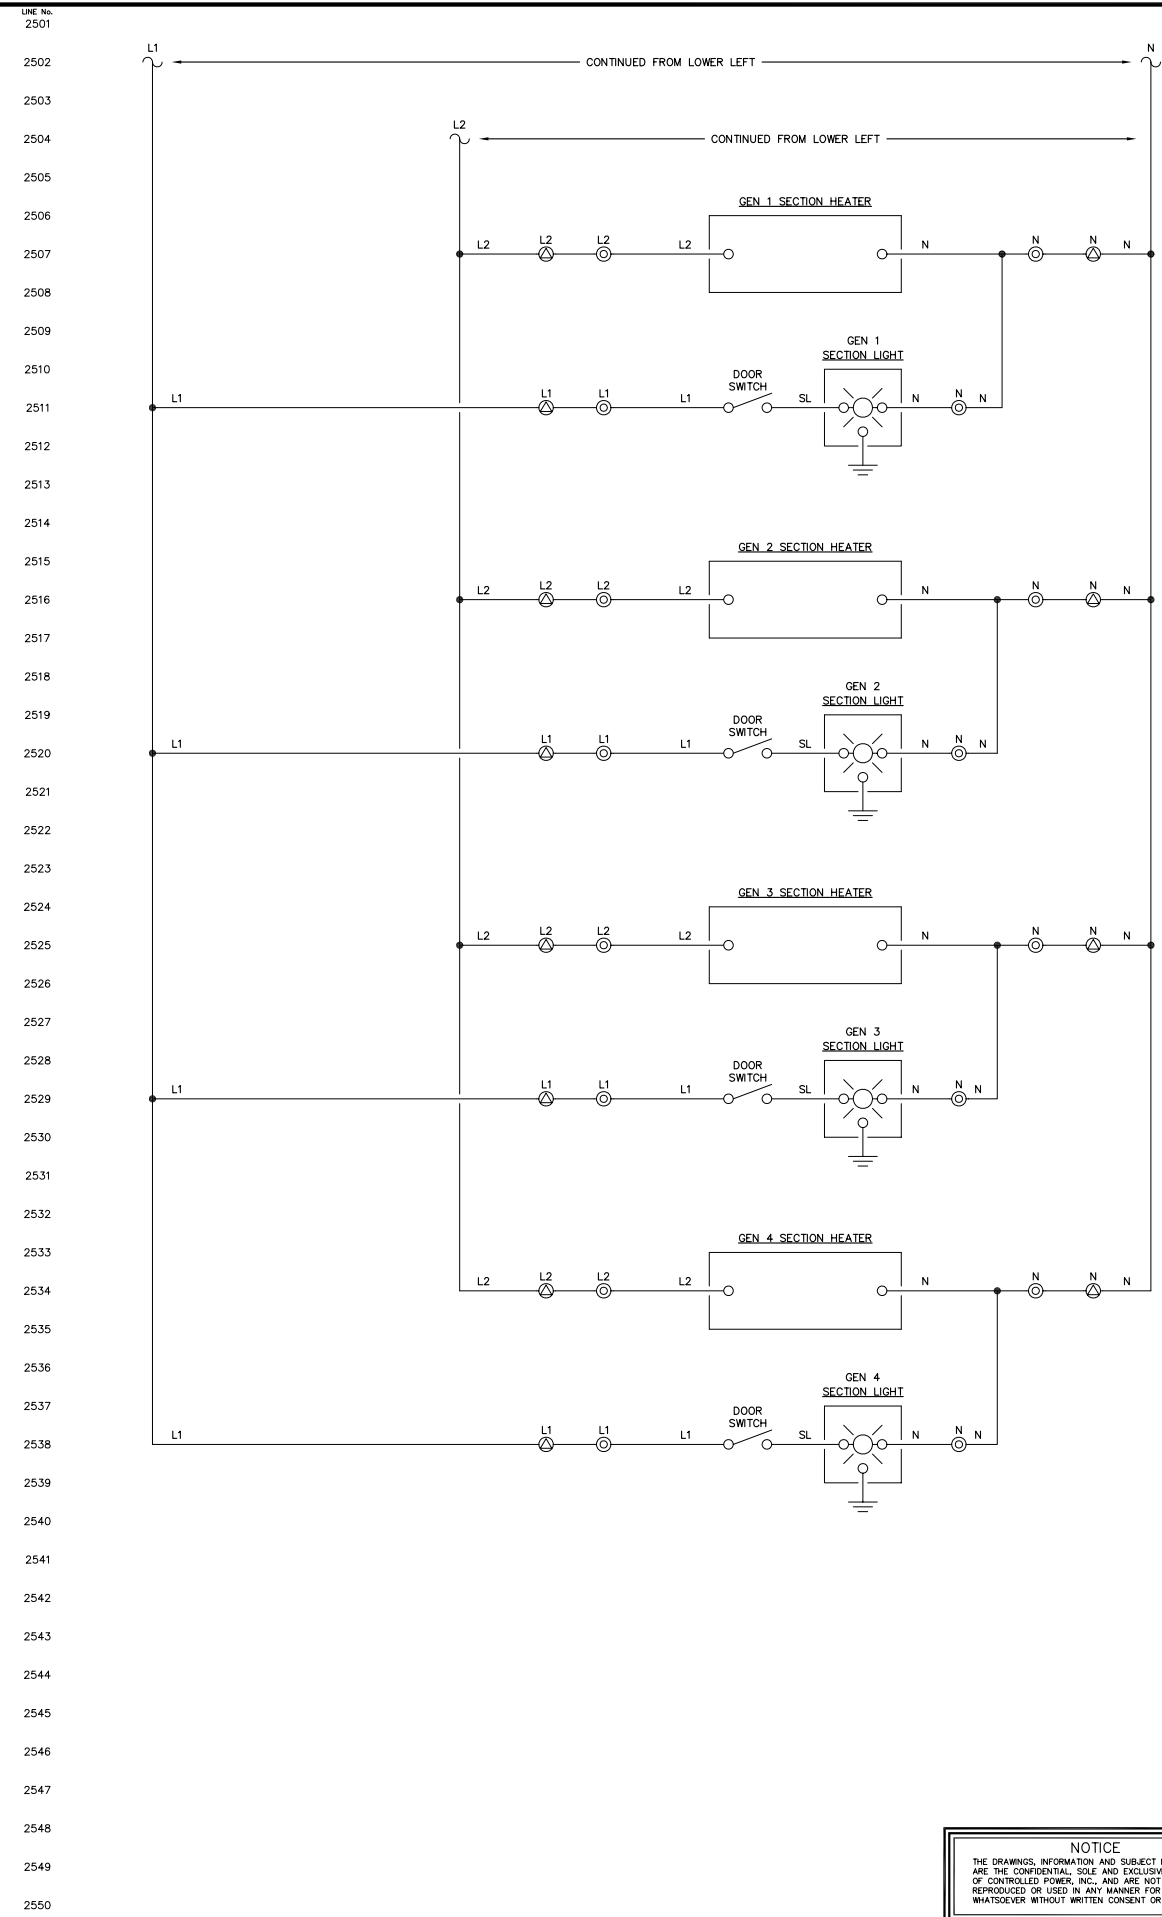 LINE No.
2501
L1 N
2502 CONTINUED FROM LOWER LEFT
2503
L2
2504 CONTINUED FROM LOWER LEFT
2505
GEN 1 SECTION HEATER
2506
L2 L2 L2 L2 N N N N
2507
2508
2509
GEN 1
SECTION LIGHT
2510
DOOR
SWITCH
L1 L1 L1 L1 SL N N N
2511
2512
2513
2514
GEN 2 SECTION HEATER
2515
L2 L2 L2 L2 N N N N
2516
2517
2518
GEN 2
SECTION LIGHT
2519
DOOR
SWITCH
L1 L1 L1 L1 SL N N N
2520
2521
2522
2523
GEN 3 SECTION HEATER
2524
L2 L2 L2 L2 N N N N
2525
2526
2527
GEN 3
SECTION LIGHT
2528
DOOR
SWITCH
L1 L1 L1 L1 SL N N N
2529
2530
2531
2532
GEN 4 SECTION HEATER
2533
L2 L2 L2 L2 N N N N
2534
2535
2536
GEN 4
SECTION LIGHT
2537
DOOR
SWITCH
L1 L1 L1 L1 SL N N N
2538
2539
2540
2541
2542
2543
2544
2545
2546
2547
2548
NOTICE
THE DRAWINGS, INFORMATION AND SUBJECT
2549
ARE THE CONFIDENTIAL, SOLE AND EXCLUSIV
OF CONTROLLED POWER, INC., AND ARE NOT
REPRODUCED OR USED IN ANY MANNER FOR
WHATSOEVER WITHOUT WRITTEN CONSENT OR
2550